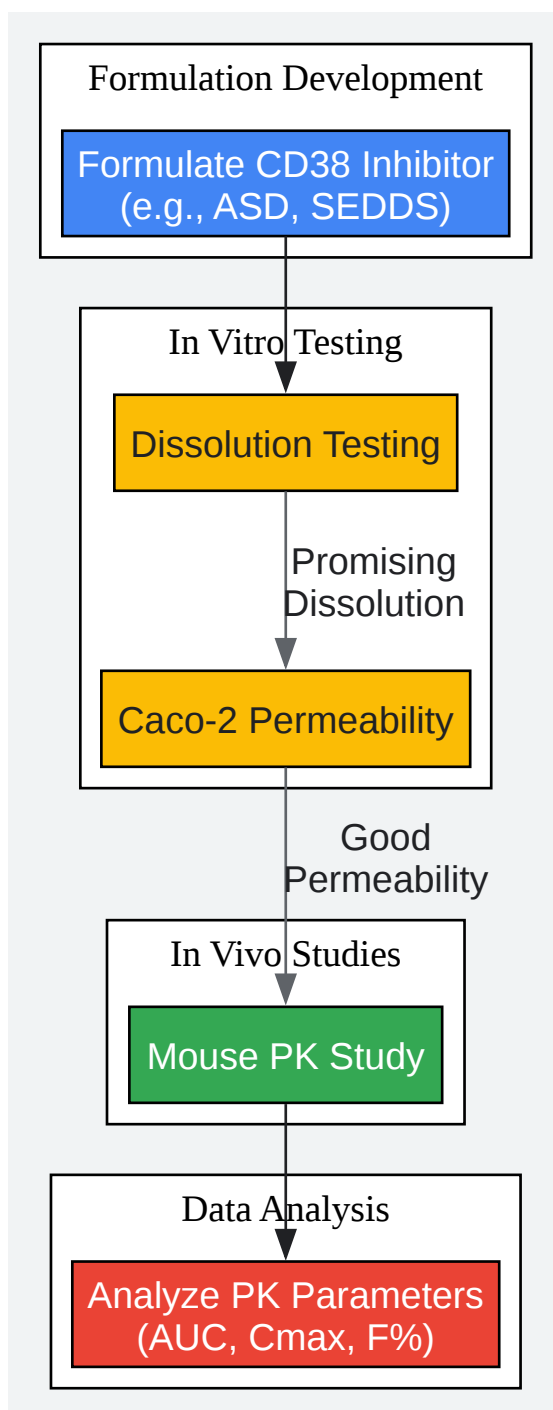 Formulation Development
Formulate CD38 Inhibitor
(e.g., ASD, SEDDS)
In Vitro Testing
Dissolution Testing
Promising
Dissolution
Caco-2 Permeability
Good
Permeability
In Vivo Studies
Mouse PK Study
Data Analysis
Analyze PK Parameters
(AUC, Cmax, F%)